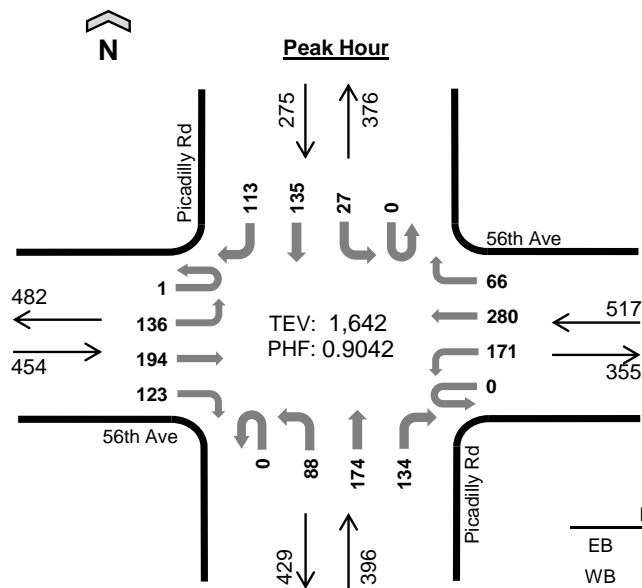 N
Peak Hour
275
376
Picadilly Rd
113
135
27
0
56th Ave
1
66
482
136
280
517
TEV: 1,642
PHF: 0.9042
454
194
171
355
123
0
56th Ave
0
88
174
134
Picadilly Rd
429
396
EB
WB